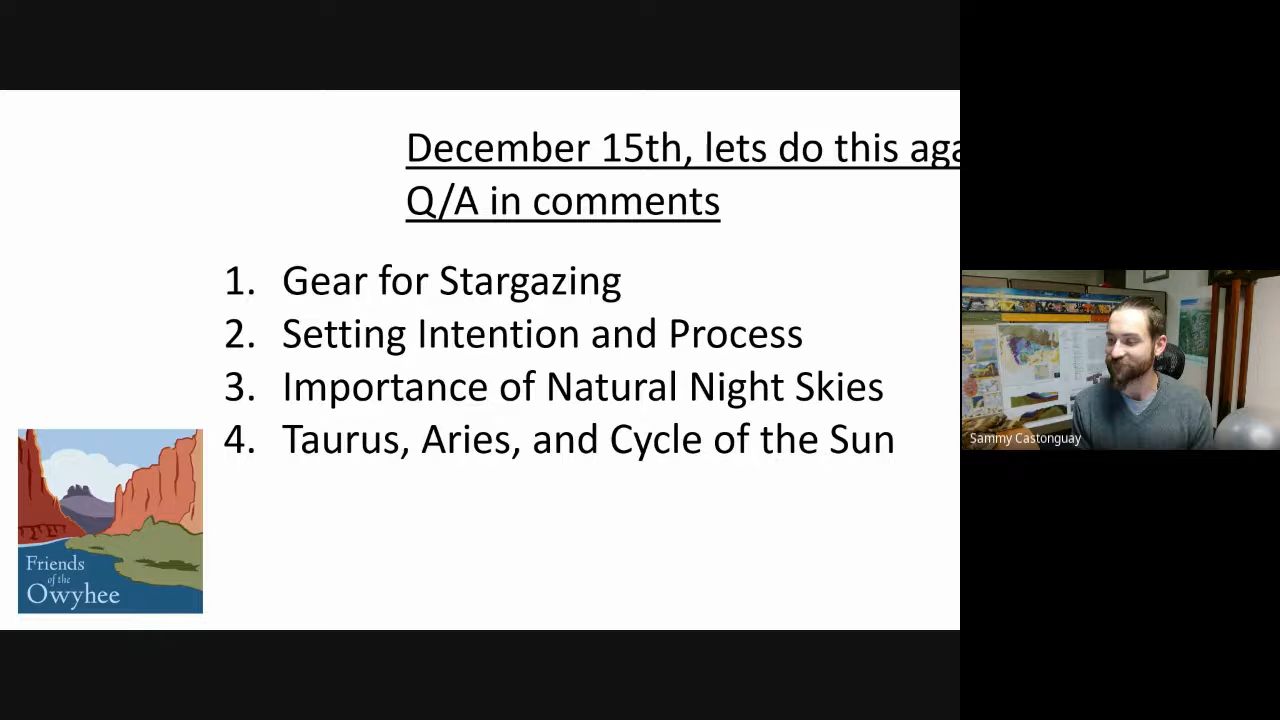 December 15th, lets do this aga
Q/A in comments
1. Gear for Stargazing
2. Setting Intention and Process
3. Importance of Natural Night Skies
4. Taurus, Aries, and Cycle of the Sun
Friends
of the
Owyhee
Sammy Castonguay